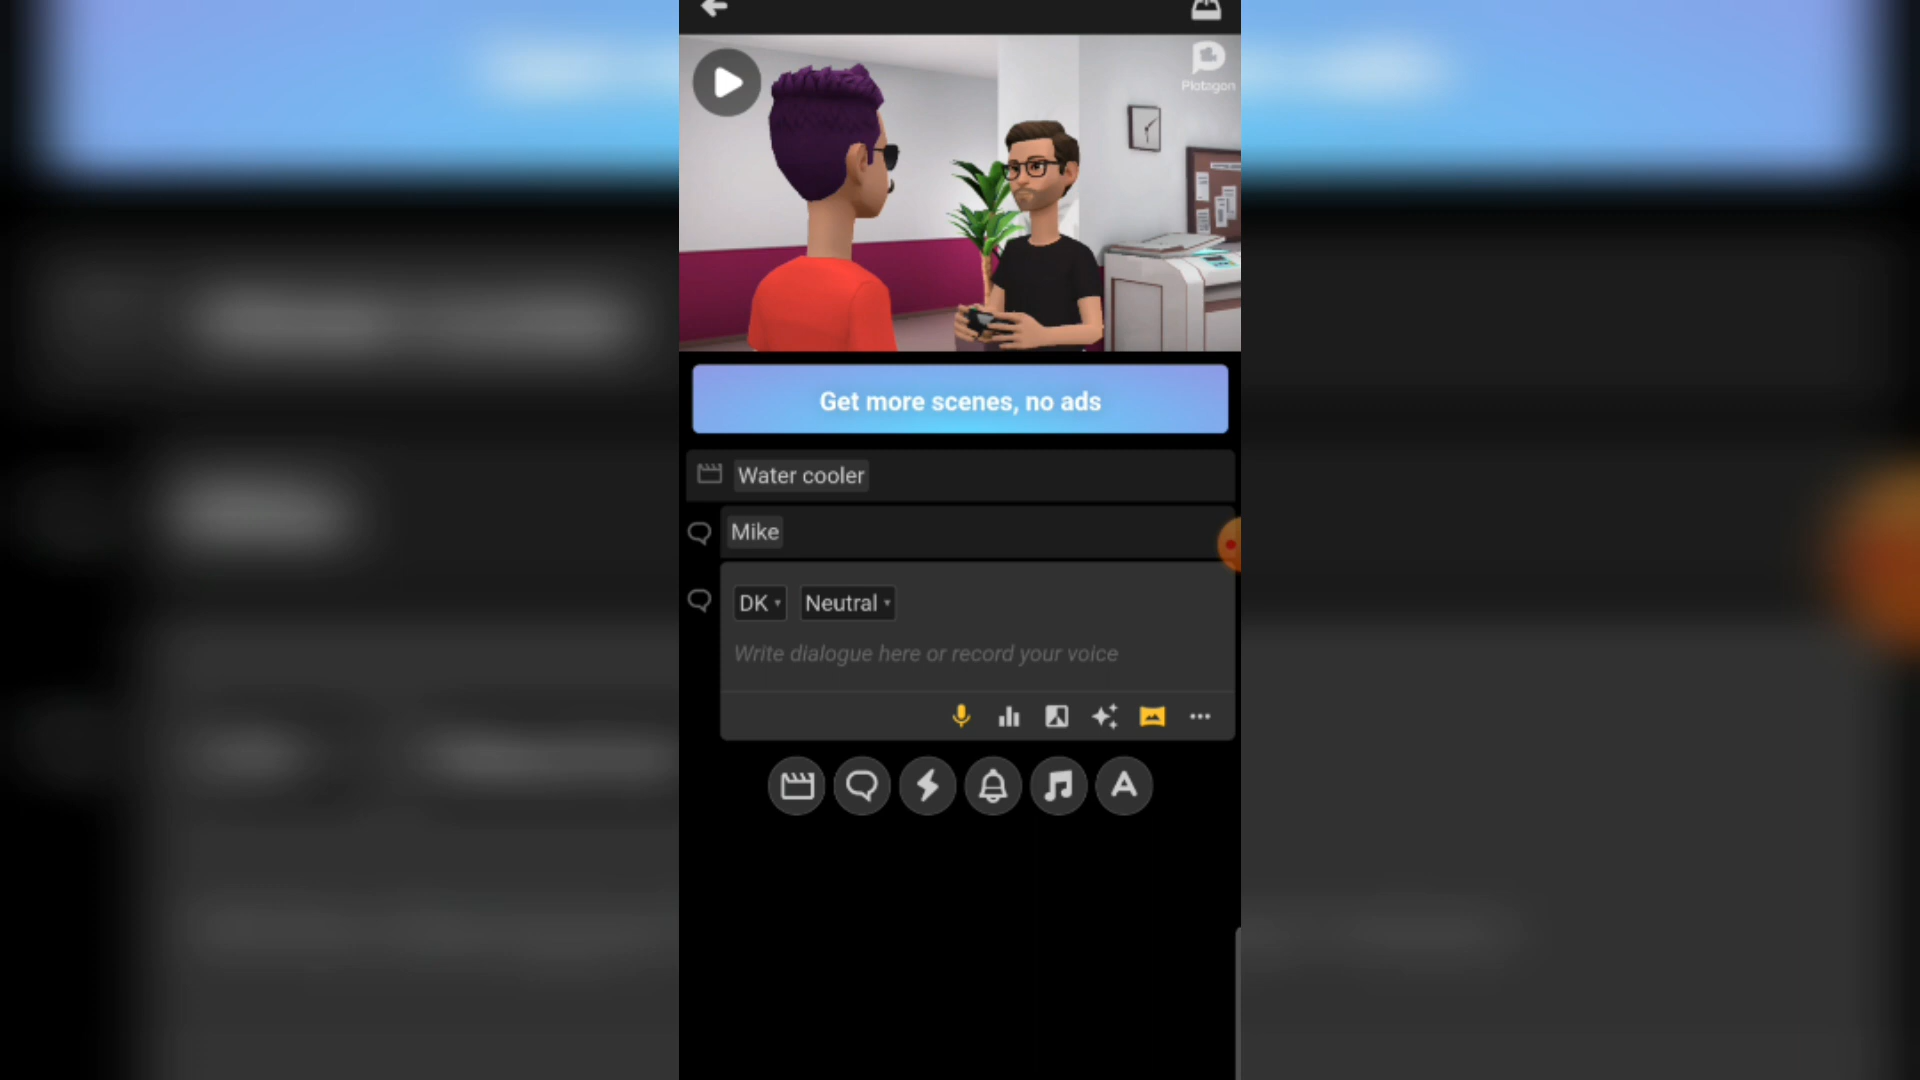 Plotagon
Get more scenes, no ads
Water cooler
Mike
DK Neutral
Write dialogue here or record your voice